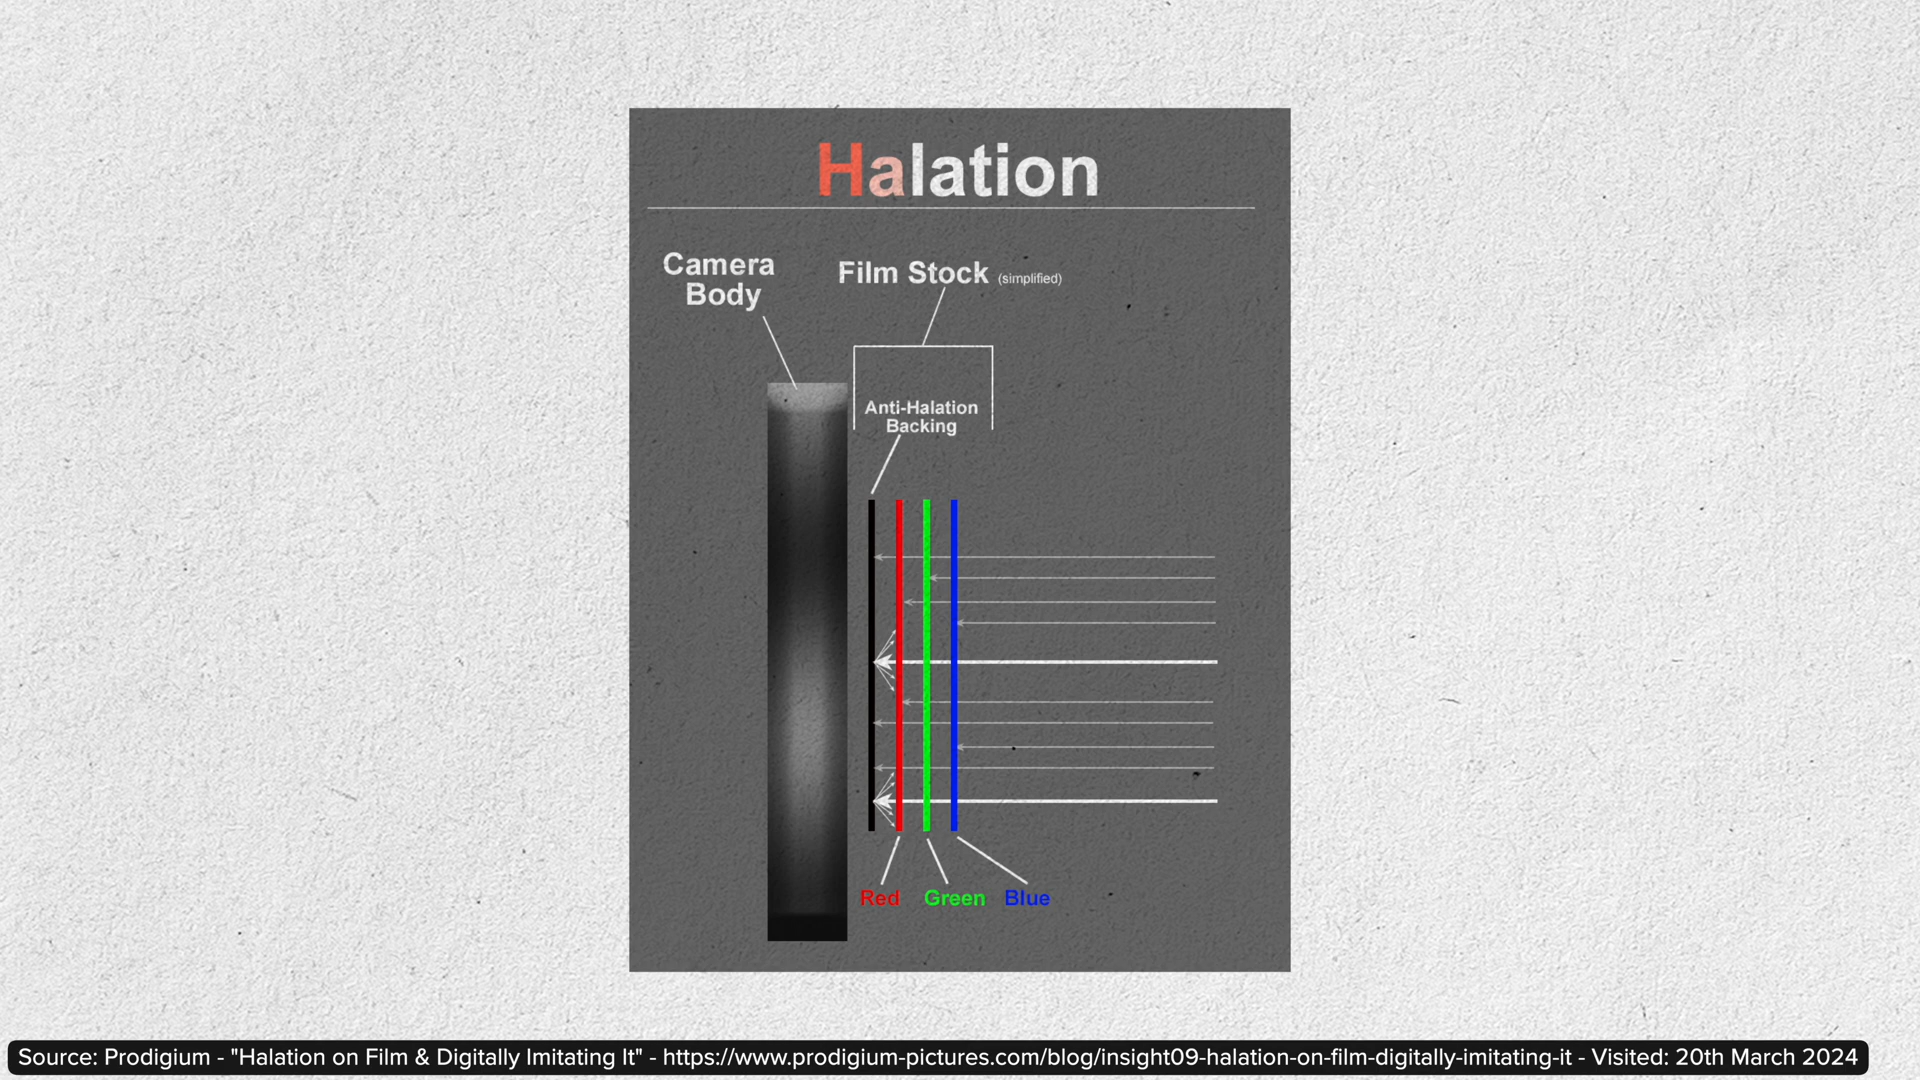 Halation
Camera
Body
Film Stock (simplified)
Anti-Halation
Backing
Red Green Blue
Source: Prodigium - "Halation on Film & Digitally Imitating It" - https://www.prodigium-pictures.com/blog/insight09-halation-on-film-digitally-imitating-it - Visited: 20th March 2024